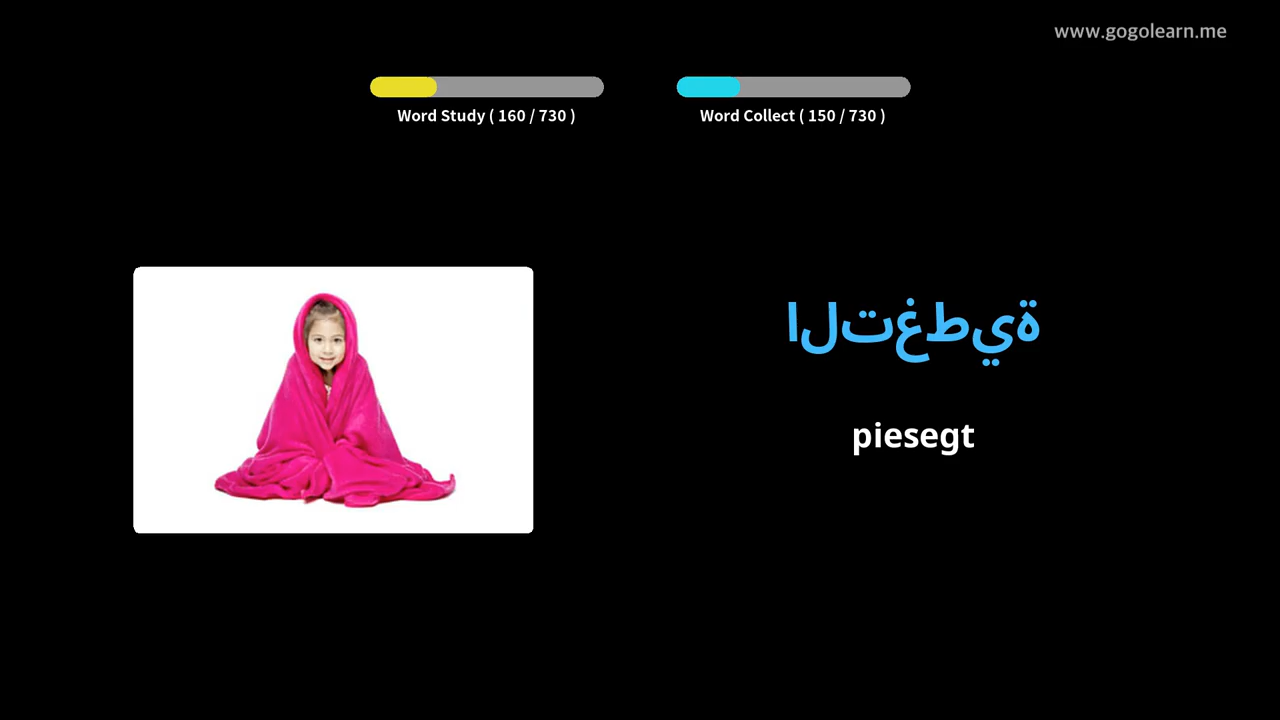 www.gogolearn.me
Word Study ( 160 / 730 )
Word Collect ( 150 / 730 )
التغطية
piesegt